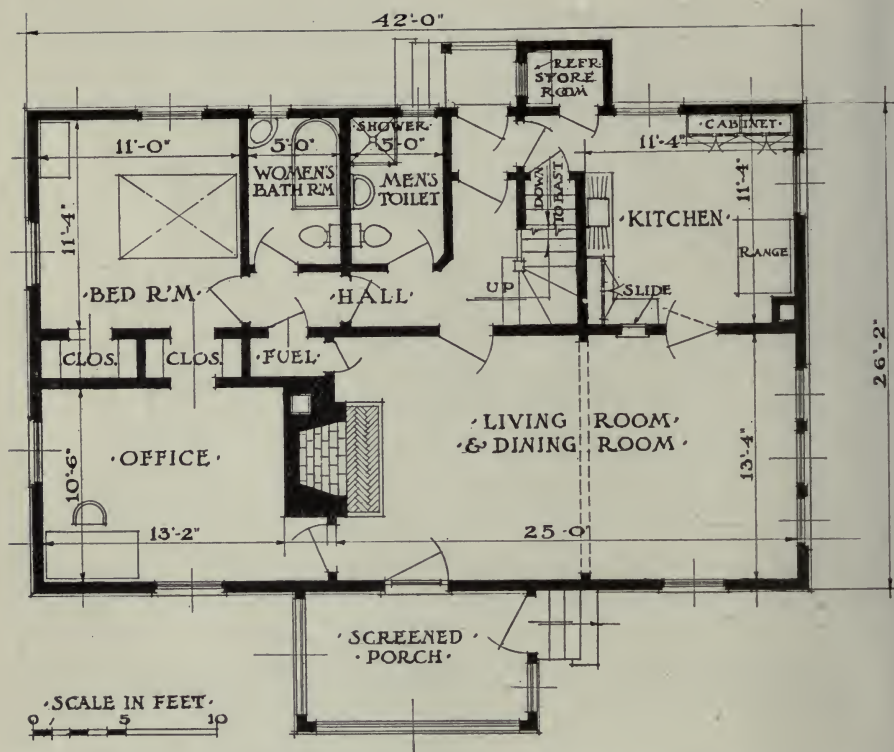 42'-0"
REFR.
STORE
ROOM
·CABINET·
11'-0"
5'-0"
·SHOWER·
5'-0"
11'-4"
WOMEN'S
BATH R'M
MEN'S
TOILET
DOWN
TO BAST
11'-4"
11'-4"
·KITCHEN·
RANGE
·BED R'M·
·HALL·
UP
SLIDE
CLOS.
CLOS.
·FUEL·
26'-2"
·LIVING ROOM·
·& DINING ROOM·
·OFFICE·
10'-6"
13'-4"
13'-2"
25'-0"
·SCREENED
·PORCH·
·SCALE IN FEET·
0 5 10